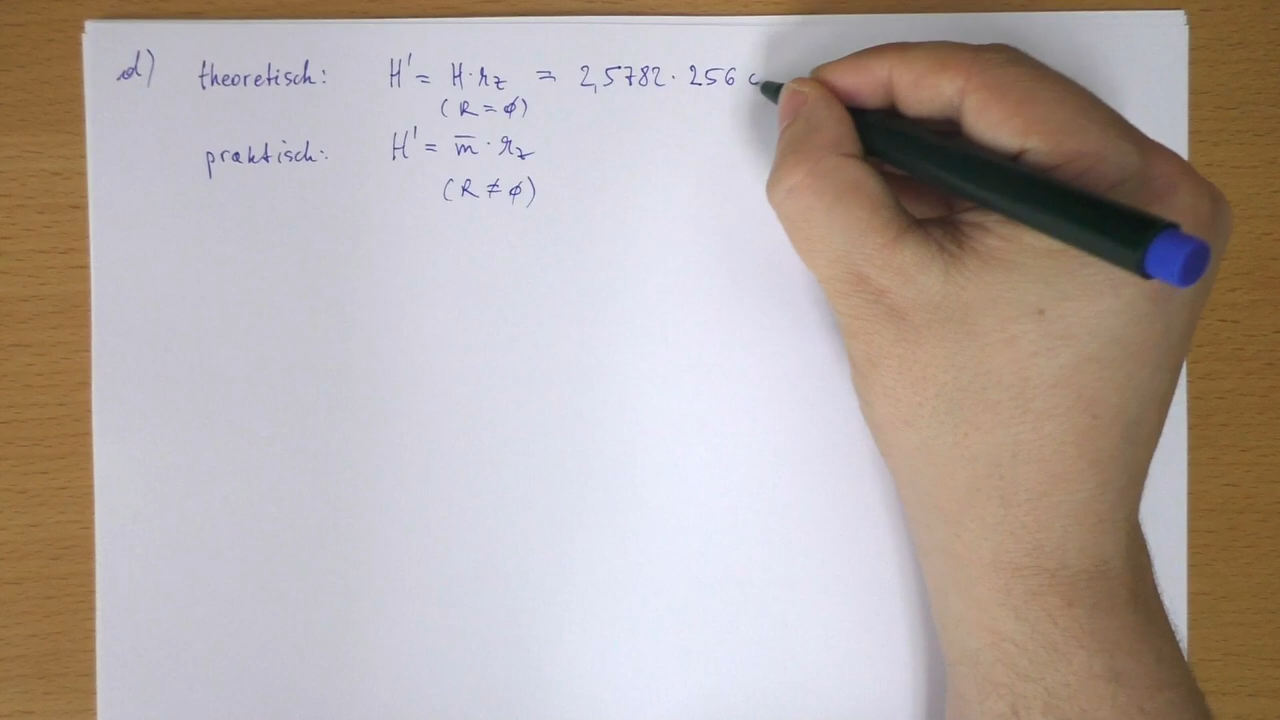 d) theoretisch: H' = H · r_z = 2,5782 · 256 c
(R = ϕ)
praktisch: H' = m̅ · r_z
(R ≠ ϕ)